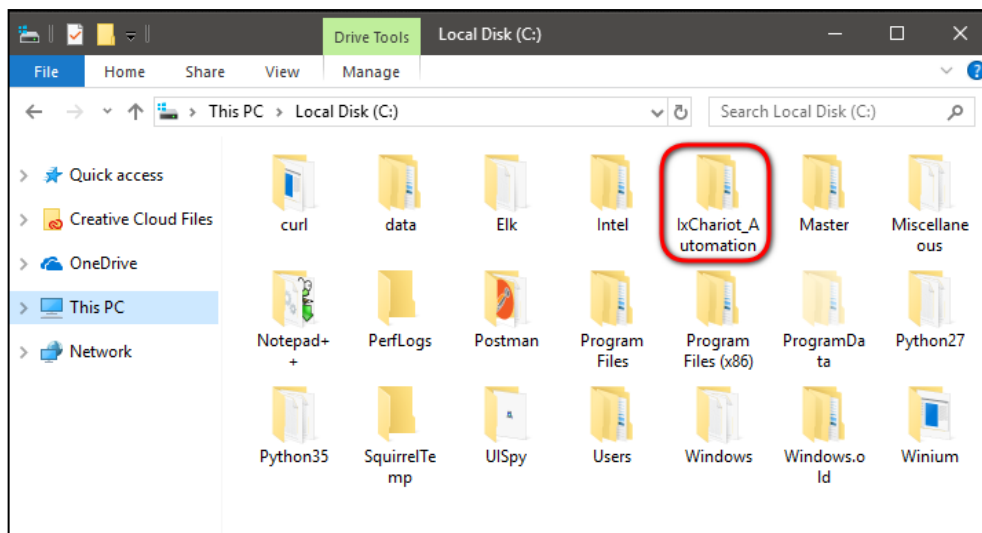 Drive Tools Local Disk (C:)
File Home Share View Manage
This PC Local Disk (C:) Search Local Disk (C:)
Quick access
Creative Cloud Files
OneDrive
This PC
Network
curl data Elk Intel IxChariot_A Master Miscellane
utomation ous
Notepad+ PerfLogs Postman Program Program ProgramDa Python27
+ Files Files (x86) ta
Python35 SquirrelTe UISpy Users Windows Windows.o Winium
mp ld